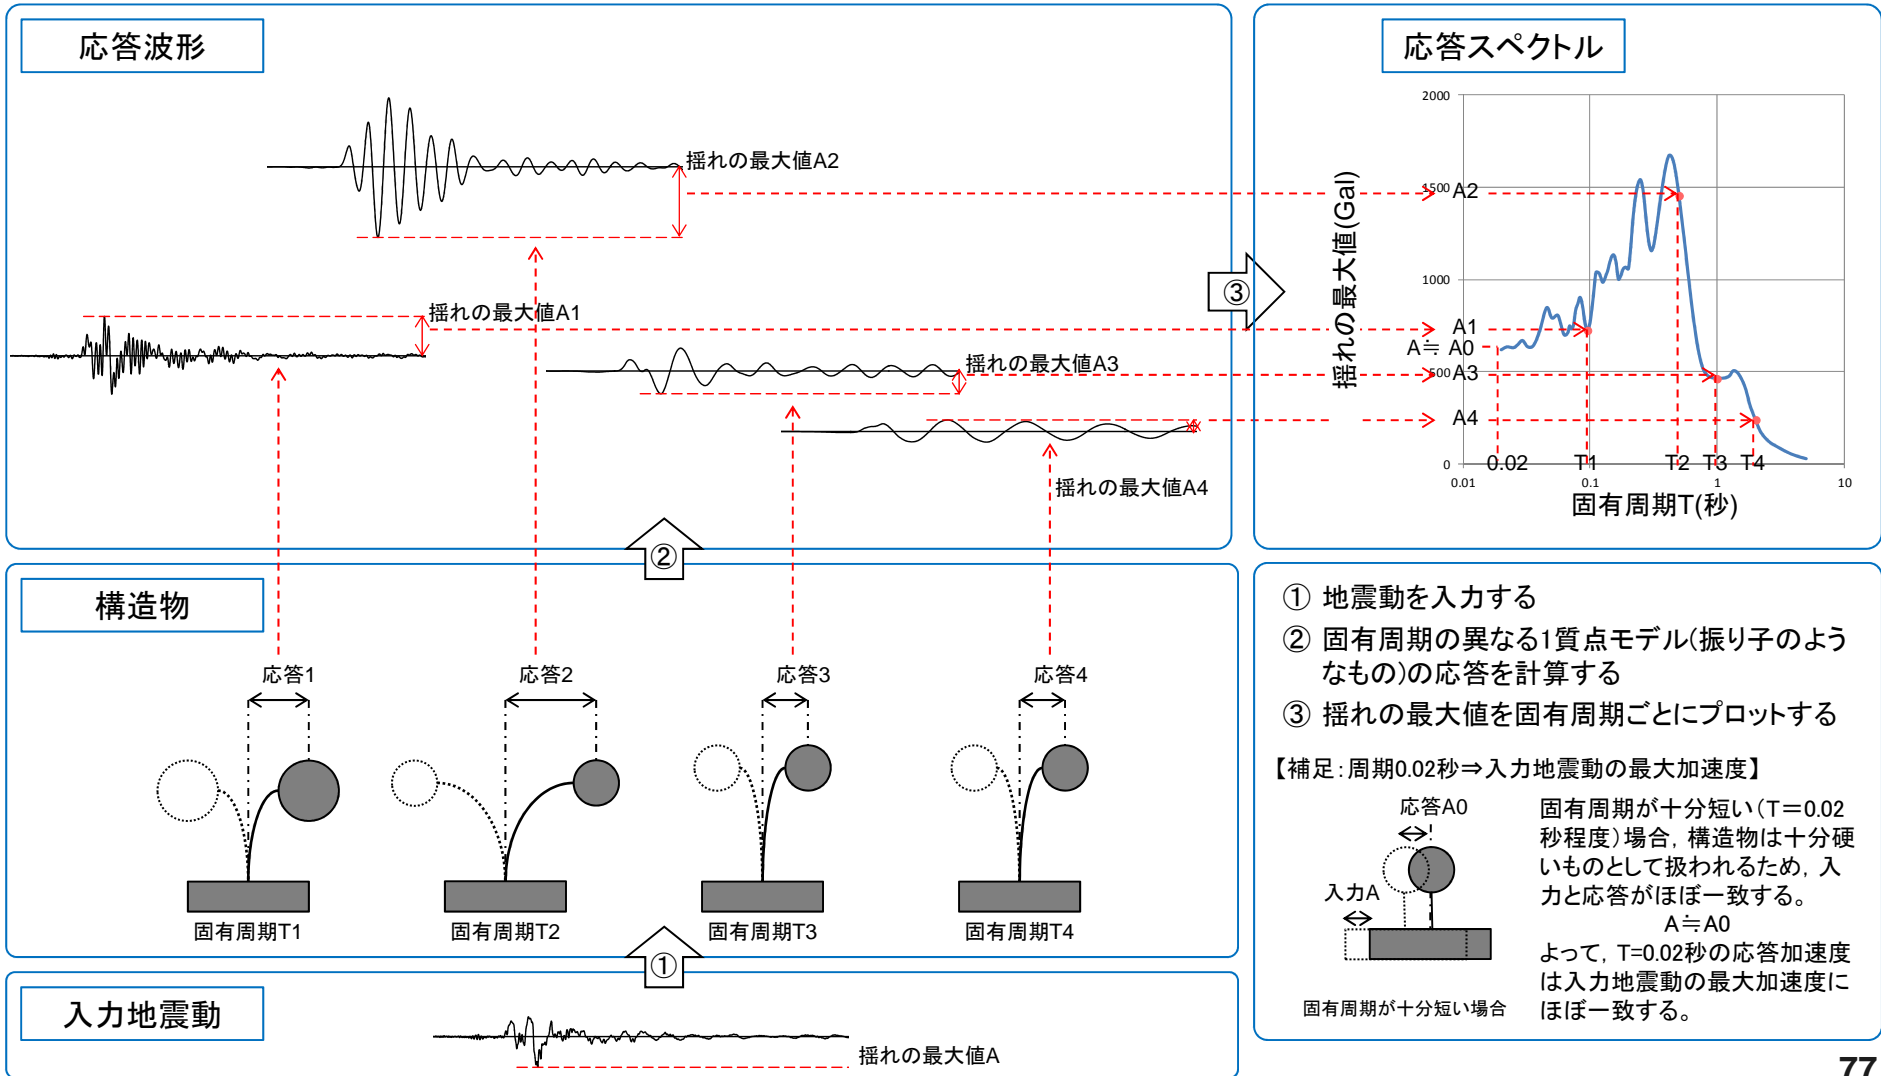 応答波形
揺れの最大値A2
揺れの最大値A1
揺れの最大値A3
揺れの最大値A4
③
応答スペクトル
揺れの最大値(Gal)
2000
1500
1000
500
0
A2
A1
A≒ A0
A3
A4
0.02
T1
T2
T3
T4
0.01
0.1
1
10
固有周期T(秒)
②
構造物
応答1
応答2
応答3
応答4
固有周期T1
固有周期T2
固有周期T3
固有周期T4
①
入力地震動
揺れの最大値A
① 地震動を入力する
② 固有周期の異なる1質点モデル(振り子のよう
なもの)の応答を計算する
③ 揺れの最大値を固有周期ごとにプロットする
【補足：周期0.02秒⇒入力地震動の最大加速度】
応答A0
入力A
固有周期が十分短い場合
固有周期が十分短い（T＝0.02
秒程度）場合，構造物は十分硬
いものとして扱われるため，入
力と応答がほぼ一致する。
A≒A0
よって，T=0.02秒の応答加速度
は入力地震動の最大加速度に
ほぼ一致する。
77